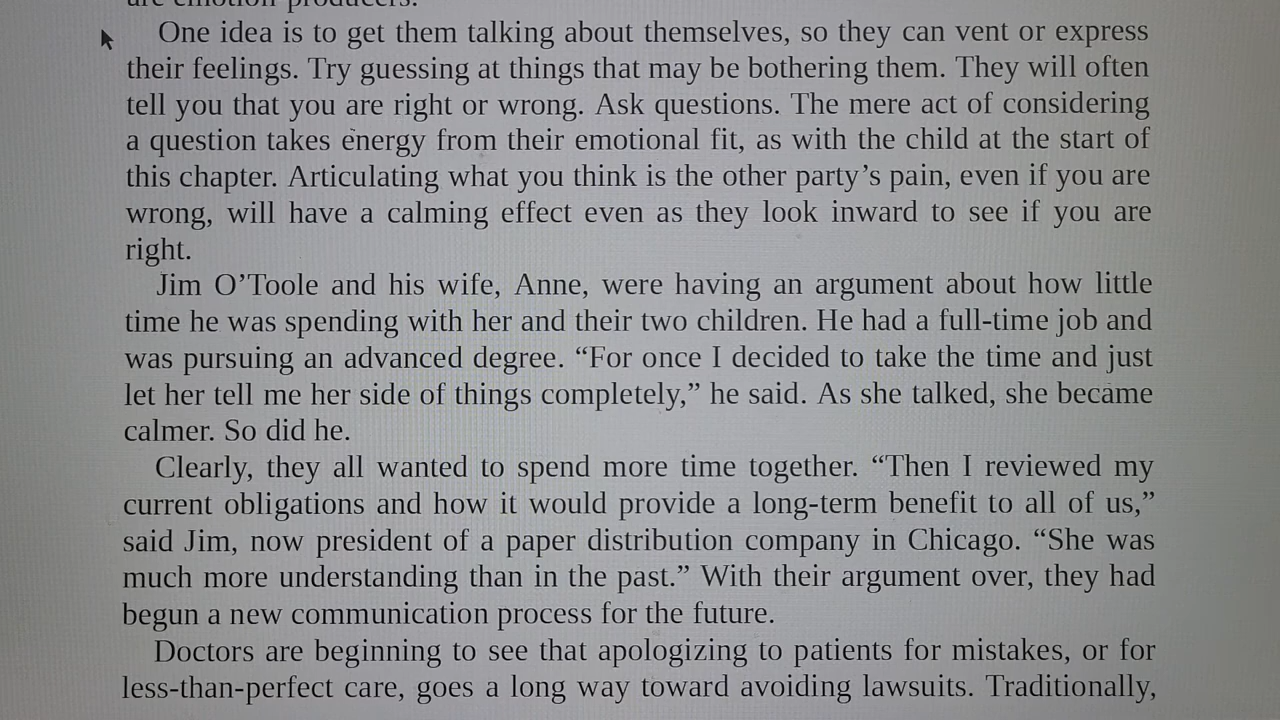 are emotion producers.
One idea is to get them talking about themselves, so they can vent or express
their feelings. Try guessing at things that may be bothering them. They will often
tell you that you are right or wrong. Ask questions. The mere act of considering
a question takes energy from their emotional fit, as with the child at the start of
this chapter. Articulating what you think is the other party’s pain, even if you are
wrong, will have a calming effect even as they look inward to see if you are
right.
Jim O’Toole and his wife, Anne, were having an argument about how little
time he was spending with her and their two children. He had a full-time job and
was pursuing an advanced degree. “For once I decided to take the time and just
let her tell me her side of things completely,” he said. As she talked, she became
calmer. So did he.
Clearly, they all wanted to spend more time together. “Then I reviewed my
current obligations and how it would provide a long-term benefit to all of us,”
said Jim, now president of a paper distribution company in Chicago. “She was
much more understanding than in the past.” With their argument over, they had
begun a new communication process for the future.
Doctors are beginning to see that apologizing to patients for mistakes, or for
less-than-perfect care, goes a long way toward avoiding lawsuits. Traditionally,